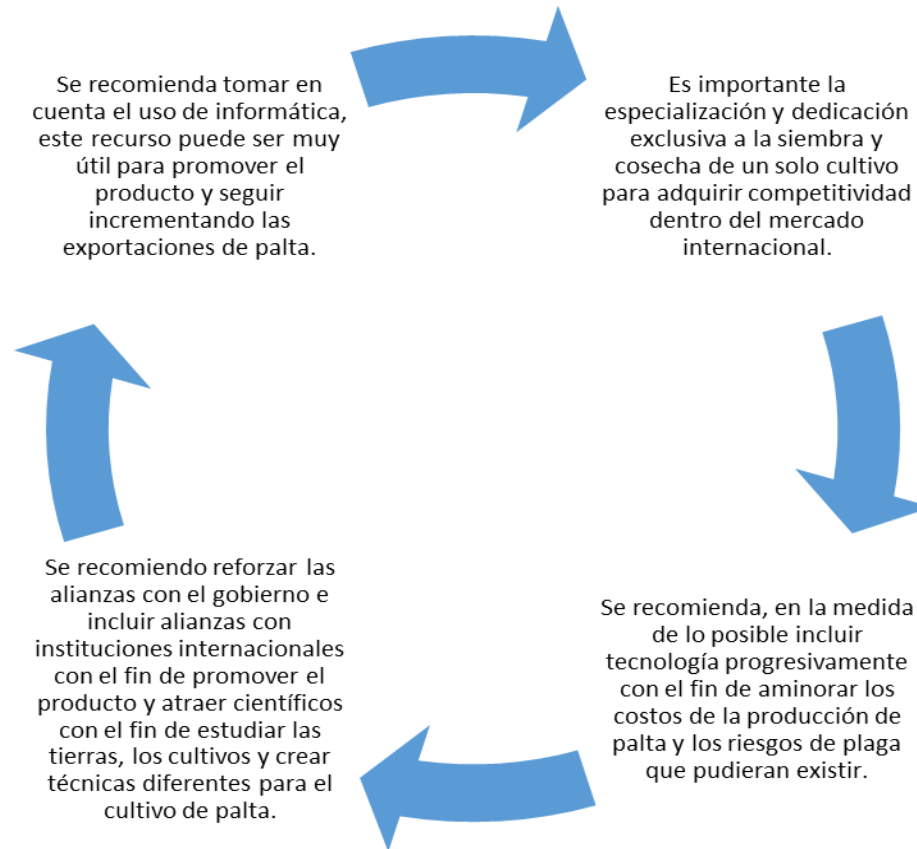 Se recomienda tomar en
cuenta el uso de informática,
este recurso puede ser muy
útil para promover el
producto y seguir
incrementando las
exportaciones de palta.
Es importante la
especialización y dedicación
exclusiva a la siembra y
cosecha de un solo cultivo
para adquirir competitividad
dentro del mercado
internacional.
Se recomienda, en la medida
de lo posible incluir
tecnología progresivamente
con el fin de aminorar los
costos de la producción de
palta y los riesgos de plaga
que pudieran existir.
Se recomiendo reforzar las
alianzas con el gobierno e
incluir alianzas con
instituciones internacionales
con el fin de promover el
producto y atraer científicos
con el fin de estudiar las
tierras, los cultivos y crear
técnicas diferentes para el
cultivo de palta.